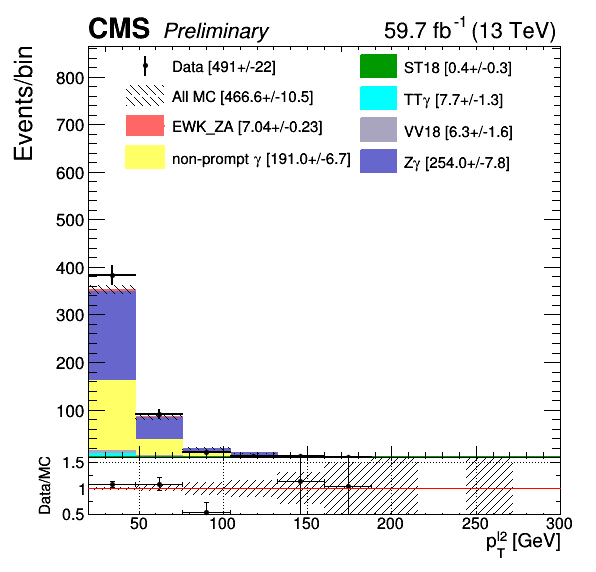 CMS Preliminary 59.7 fb⁻¹ (13 TeV)
Events/bin
Data [491+/-22]
All MC [466.6+/-10.5]
EWK_ZA [7.04+/-0.23]
non-prompt γ [191.0+/-6.7]
ST18 [0.4+/-0.3]
TTγ [7.7+/-1.3]
VV18 [6.3+/-1.6]
Zγ [254.0+/-7.8]
800
700
600
500
400
300
200
100
Data/MC
1.5
1
0.5
50 100 150 200 250 300
p_T^l2 [GeV]